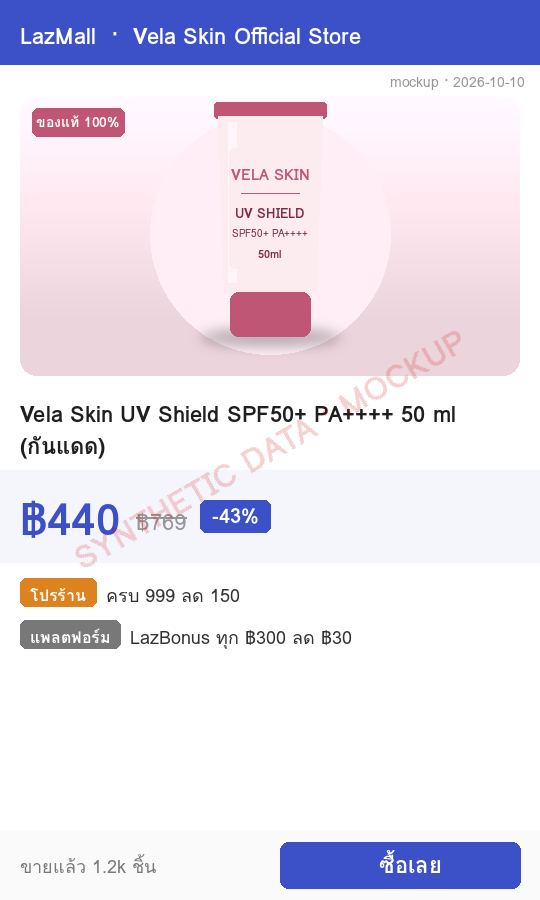 LazMall · Vela Skin Official Store
mockup · 2026-10-10
ของแท้ 100%
VELA SKIN
UV SHIELD
SPF50+ PA++++
50ml
Vela Skin UV Shield SPF50+ PA++++ 50 ml
(กันแดด)
฿440 ฿769 -43%
SYNTHETIC DATA · MOCKUP
โปรร้าน ครบ 999 ลด 150
แพลตฟอร์ม LazBonus ทุก ฿300 ลด ฿30
ขายแล้ว 1.2k ชิ้น ซื้อเลย